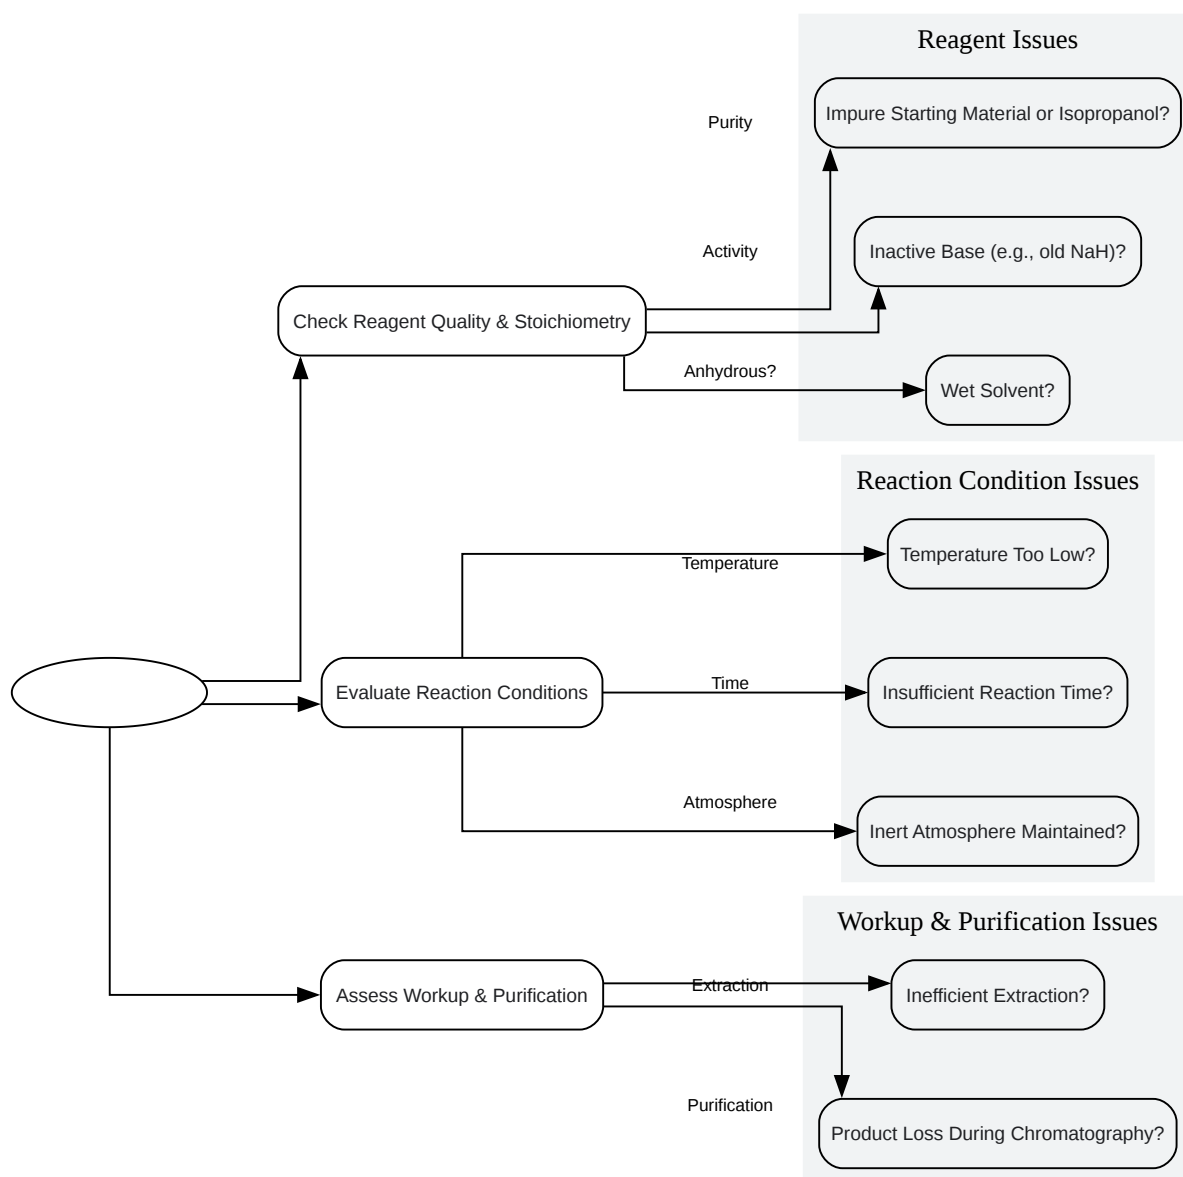 Reagent Issues
Purity
Impure Starting Material or Isopropanol?
Activity
Inactive Base (e.g., old NaH)?
Check Reagent Quality & Stoichiometry
Anhydrous?
Wet Solvent?
Reaction Condition Issues
Temperature
Temperature Too Low?
Evaluate Reaction Conditions
Time
Insufficient Reaction Time?
Atmosphere
Inert Atmosphere Maintained?
Workup & Purification Issues
Assess Workup & Purification
Extraction
Inefficient Extraction?
Purification
Product Loss During Chromatography?